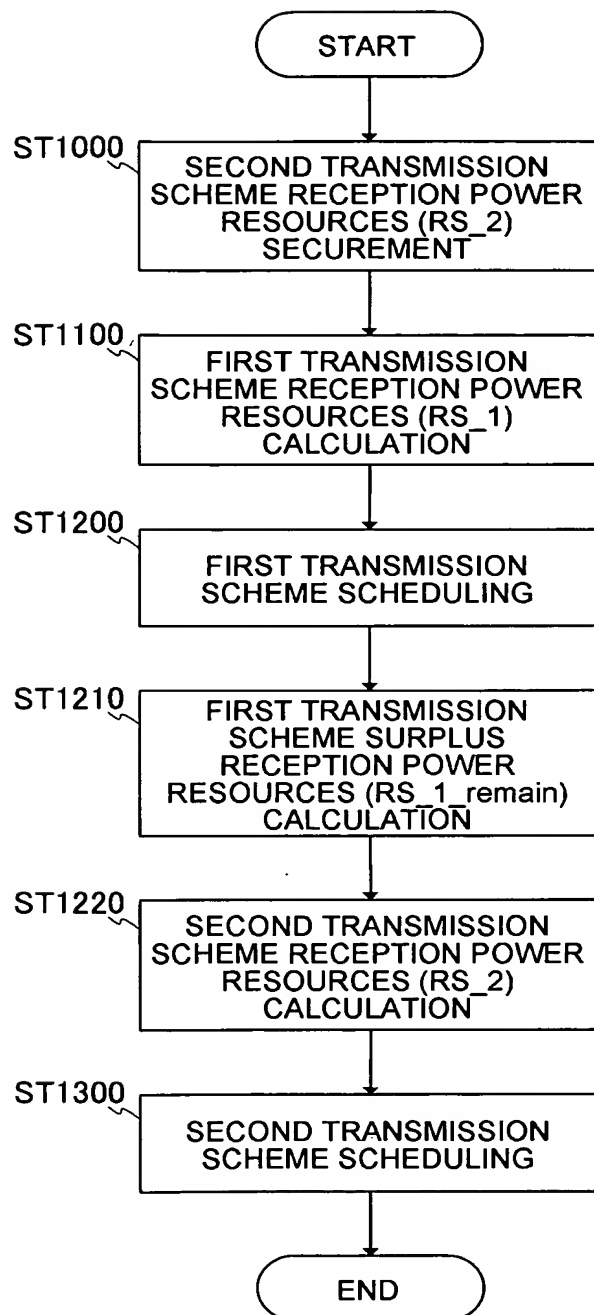 START
ST1000
SECOND TRANSMISSION
SCHEME RECEPTION POWER
RESOURCES (RS_2)
SECUREMENT
ST1100
FIRST TRANSMISSION
SCHEME RECEPTION POWER
RESOURCES (RS_1)
CALCULATION
ST1200
FIRST TRANSMISSION
SCHEME SCHEDULING
ST1210
FIRST TRANSMISSION
SCHEME SURPLUS
RECEPTION POWER
RESOURCES (RS_1_remain)
CALCULATION
ST1220
SECOND TRANSMISSION
SCHEME RECEPTION POWER
RESOURCES (RS_2)
CALCULATION
ST1300
SECOND TRANSMISSION
SCHEME SCHEDULING
END